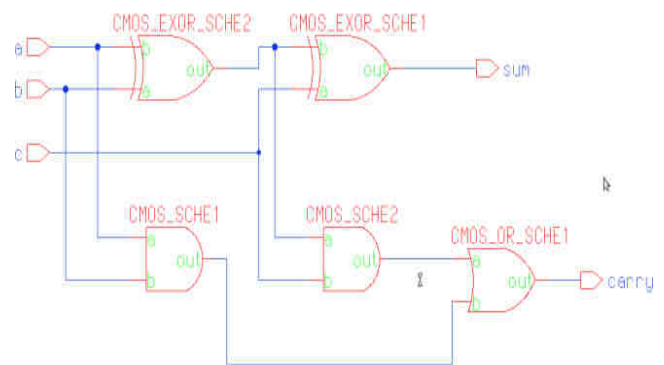 CMOS_EXOR_SCHE2 CMOS_EXOR_SCHE1
a b out b out sum
b a a
c
CMOS_SCHE1 CMOS_SCHE2 CMOS_OR_SCHE1
a out a out a out carry
b b b